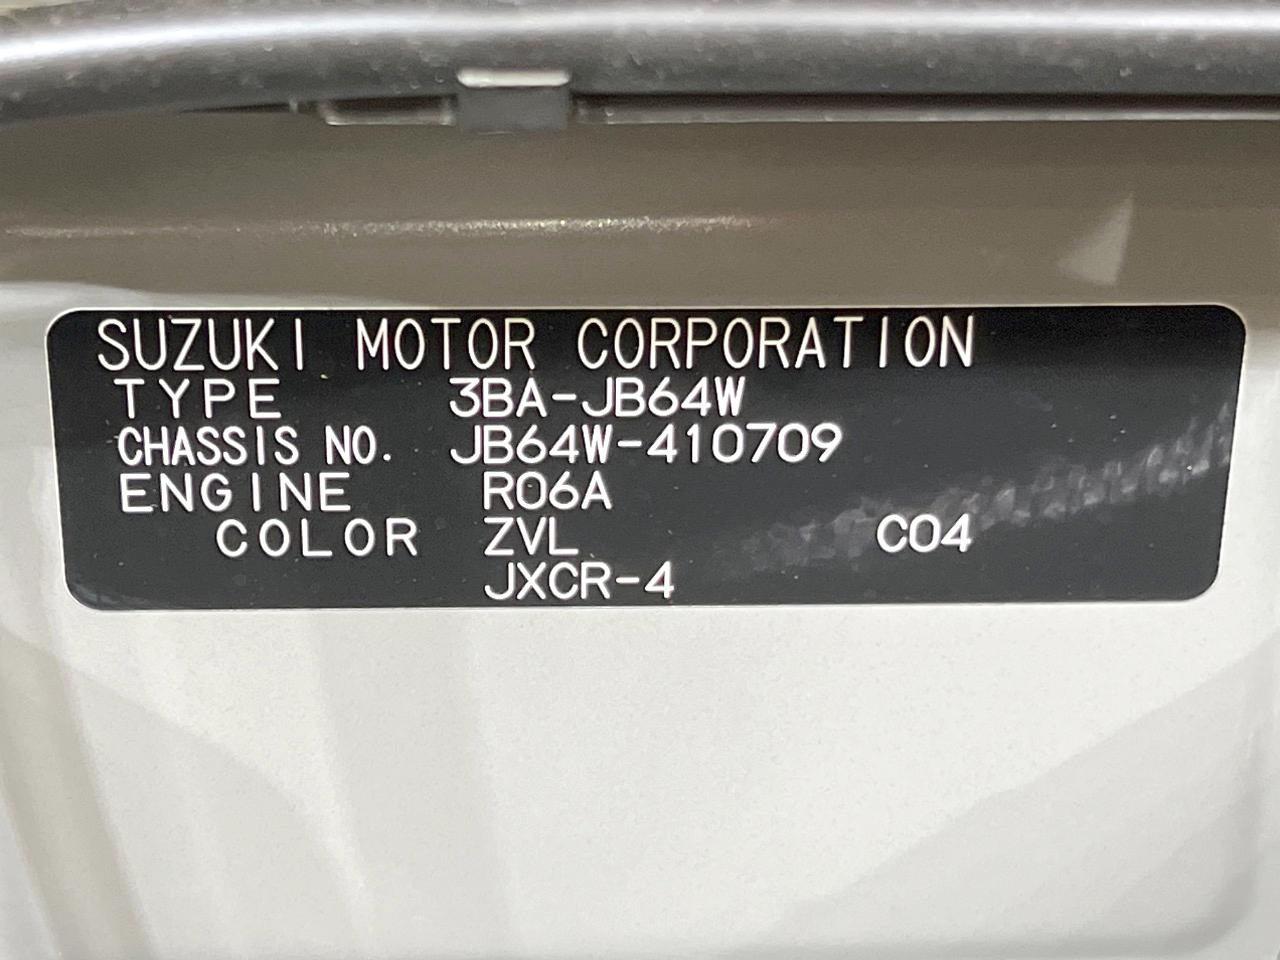 SUZUKI MOTOR CORPORATION
TYPE 3BA-JB64W
CHASSIS NO. JB64W-410709
ENGINE R06A
COLOR ZVL C04
JXCR-4